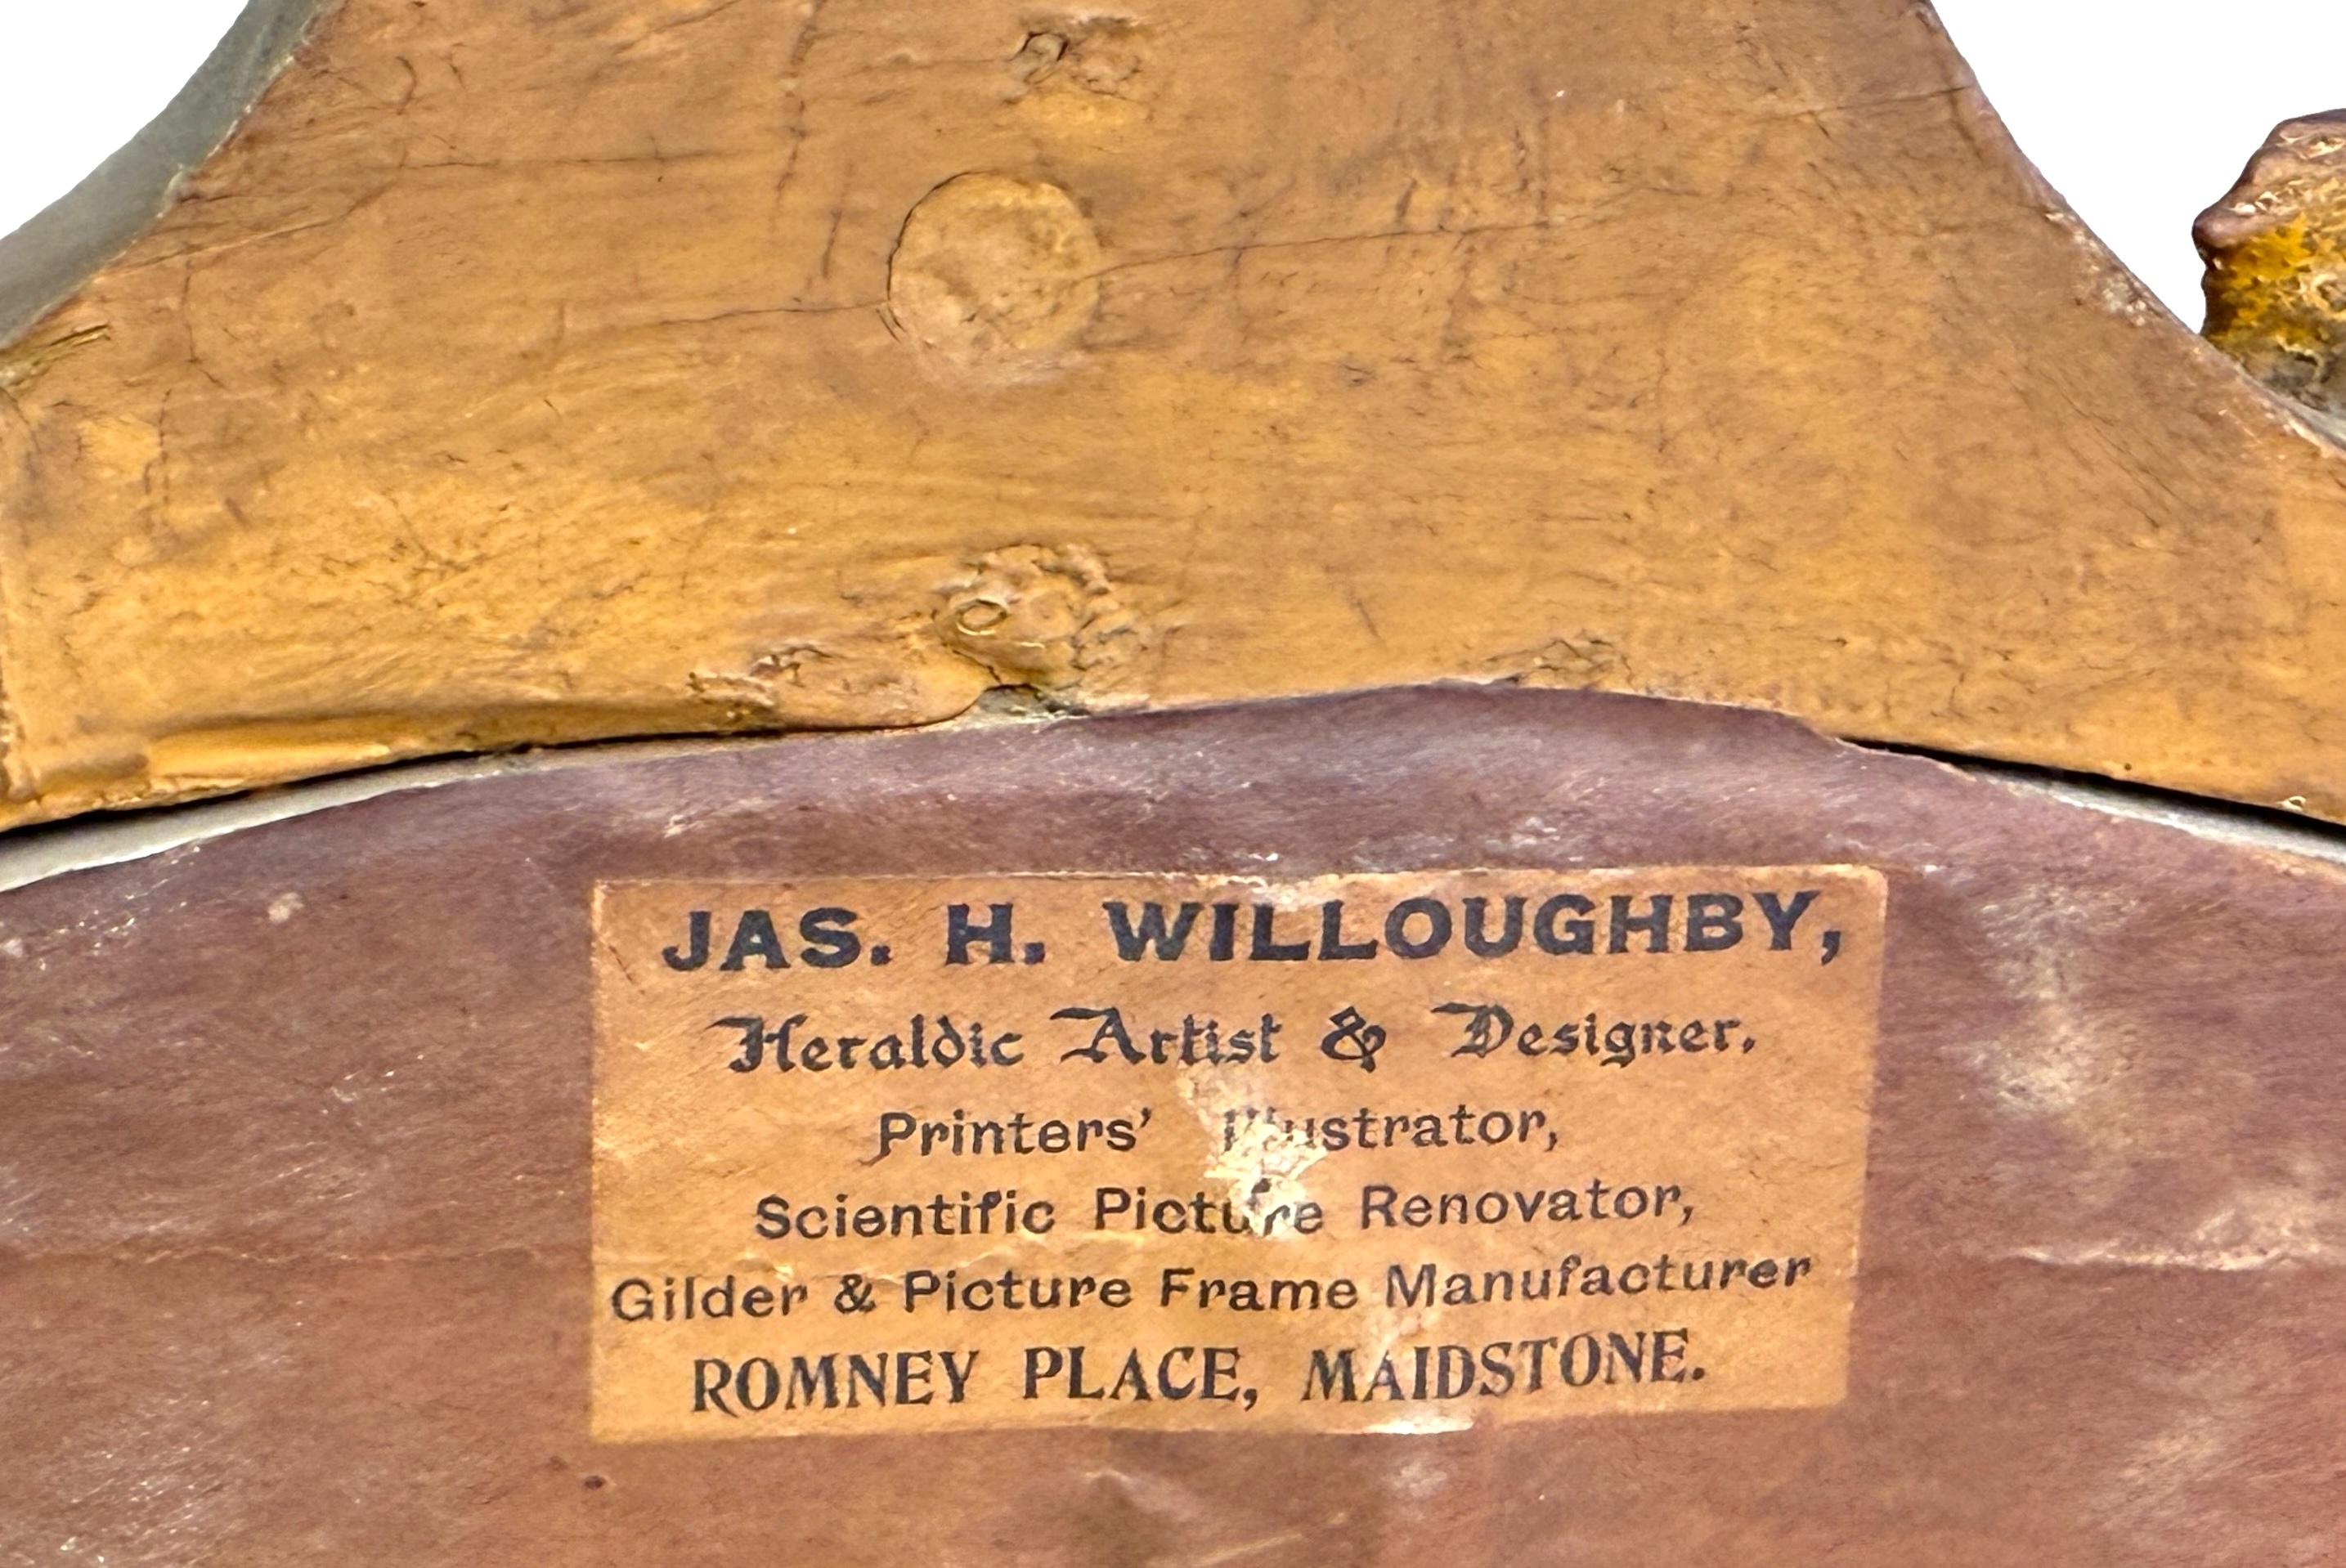 JAS. H. WILLOUGHBY,
Heraldic Artist & Designer.
Printers' Illustrator,
Scientific Picture Renovator,
Gilder & Picture Frame Manufacturer
ROMNEY PLACE, MAIDSTONE.